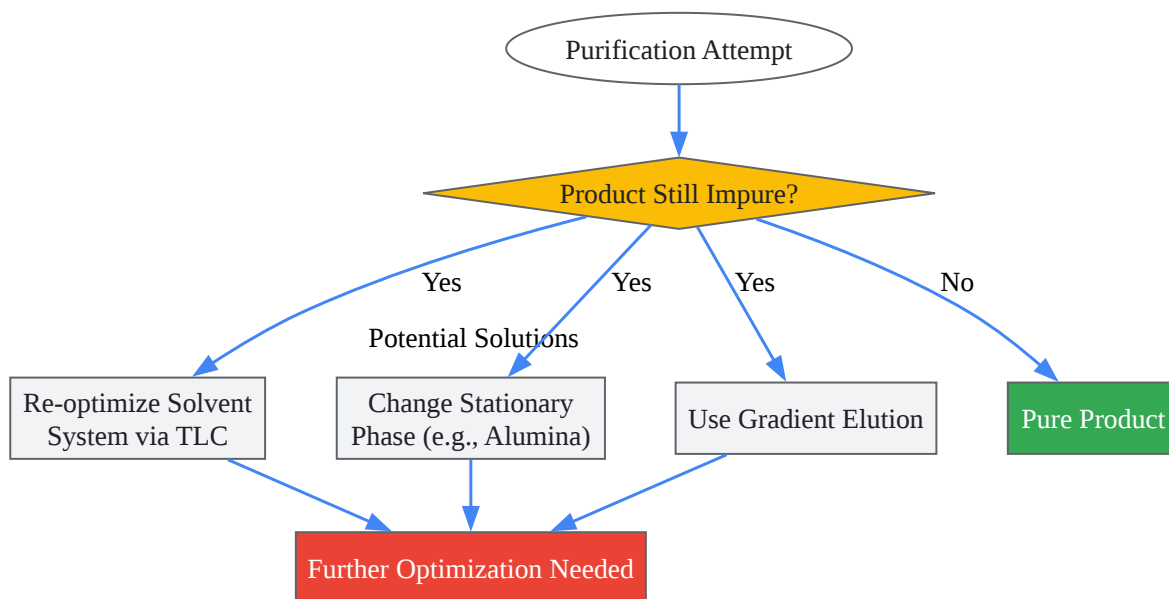 Purification Attempt
Product Still Impure?
Yes
Yes
Yes
No
Potential Solutions
Re-optimize Solvent
System via TLC
Change Stationary
Phase (e.g., Alumina)
Use Gradient Elution
Pure Product
Further Optimization Needed